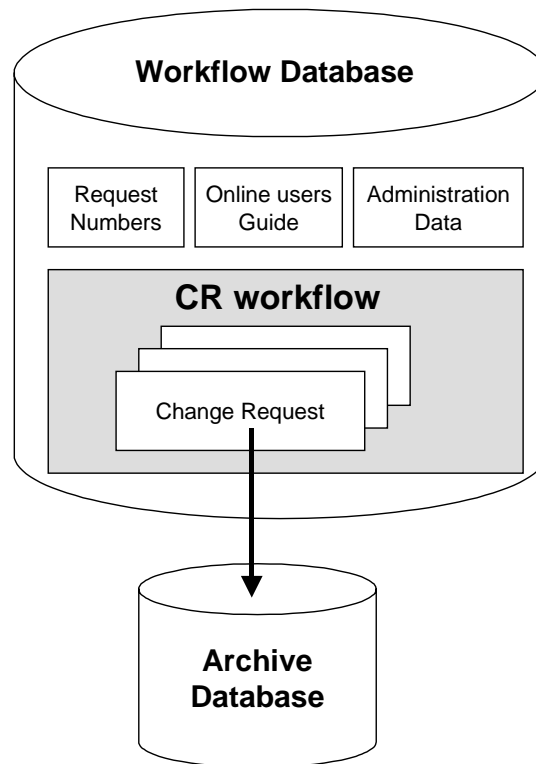 Workflow Database
Request
Numbers
Online users
Guide
Administration
Data
CR workflow
Change Request
Archive
Database